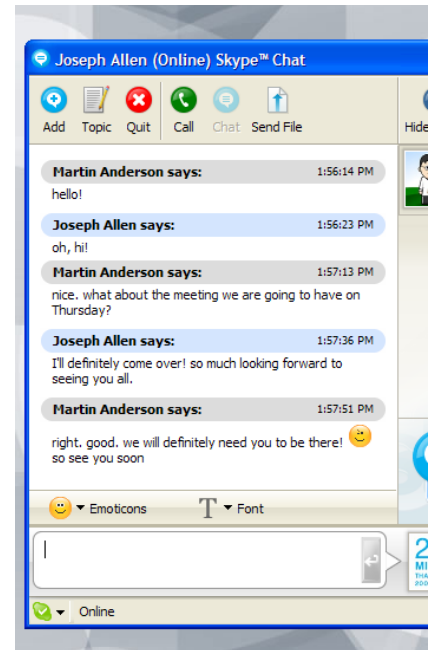 Joseph Allen (Online) Skype™ Chat
Add Topic Quit Call Chat Send File
Hide
Martin Anderson says: 1:56:14 PM
hello!
Joseph Allen says: 1:56:23 PM
oh, hi!
Martin Anderson says: 1:57:13 PM
nice. what about the meeting we are going to have on
Thursday?
Joseph Allen says: 1:57:36 PM
I'll definitely come over! so much looking forward to
seeing you all.
Martin Anderson says: 1:57:51 PM
right. good. we will definitely need you to be there!
so see you soon
Emoticons T Font
2
MI
THA
200
Online